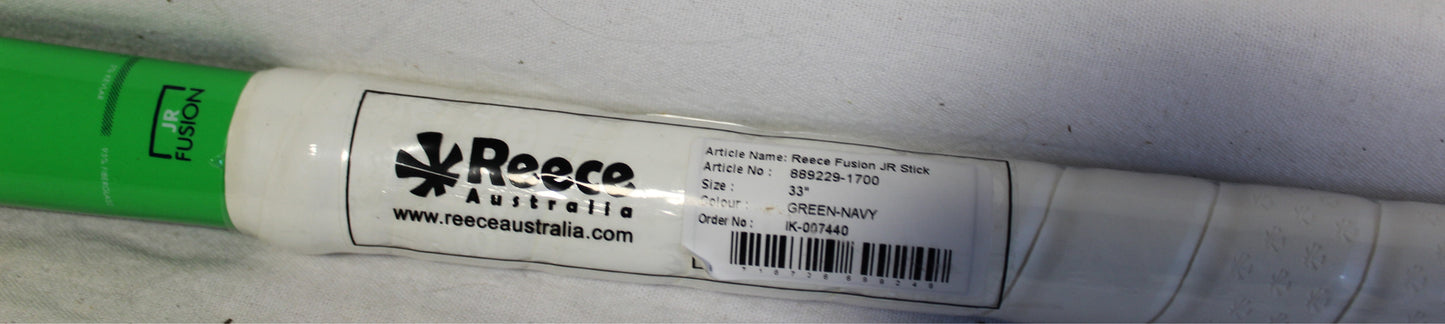 JR
FUSION
Reece
Australia
www.reeceaustralia.com
Article Name: Reece Fusion JR Stick
Article No : 889229-1700
Size : 33"
Colour : GREEN-NAVY
Order No : IK-007440